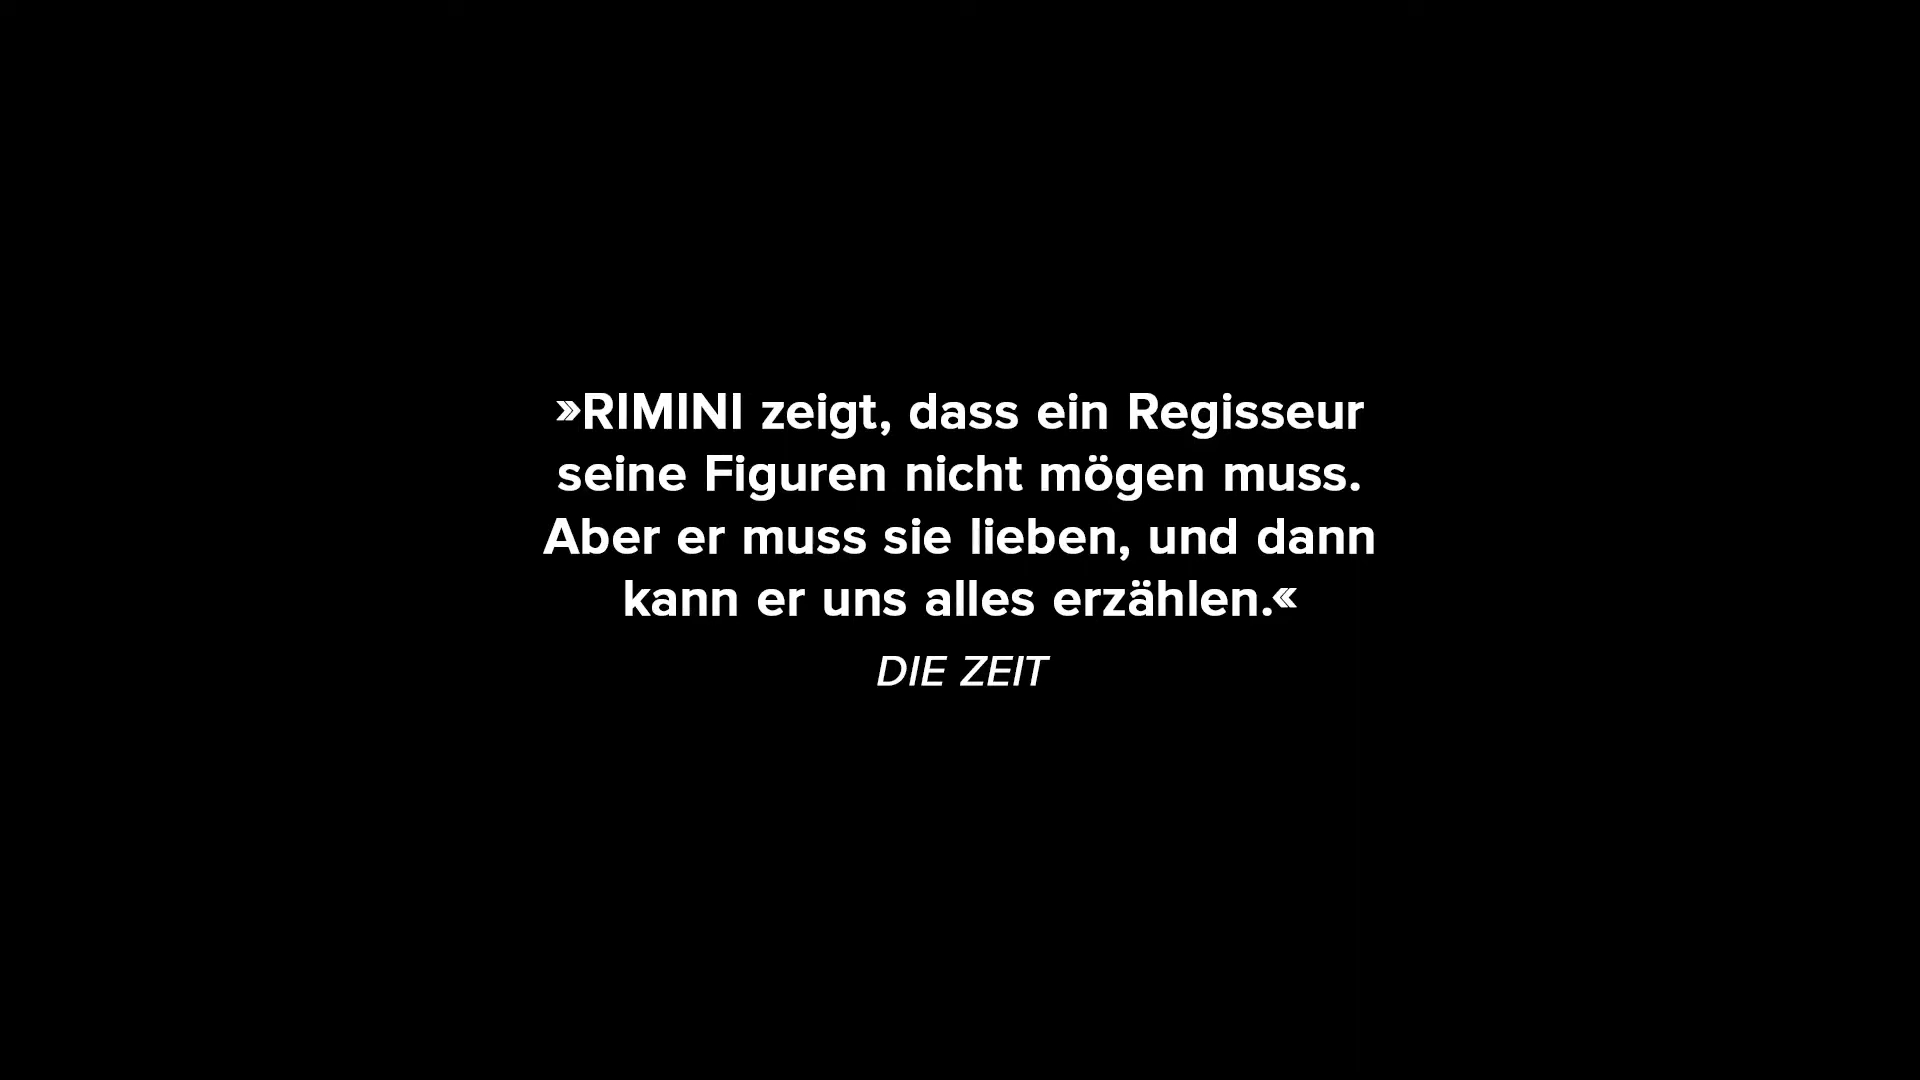 »RIMINI zeigt, dass ein Regisseur
seine Figuren nicht mögen muss.
Aber er muss sie lieben, und dann
kann er uns alles erzählen.«
DIE ZEIT